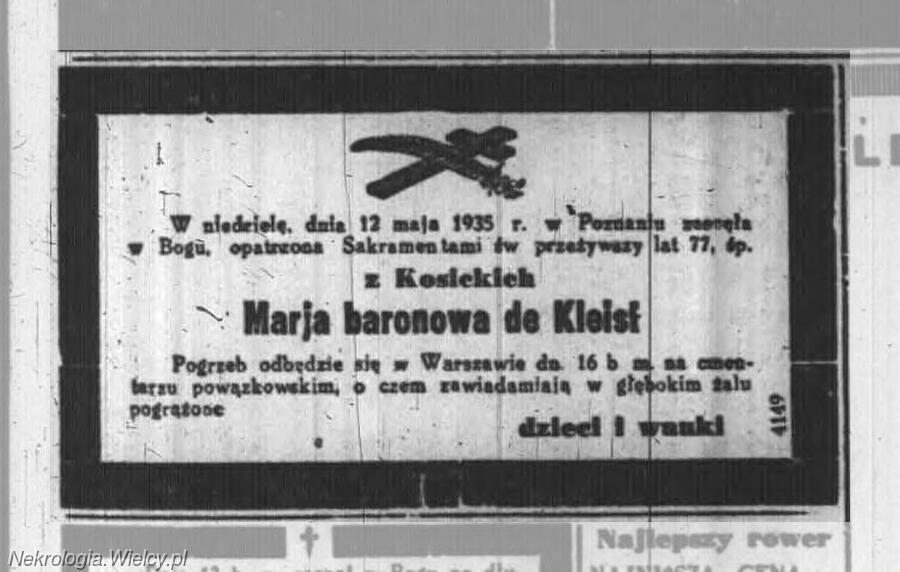 W niedzielę, dnia 12 maja 1935 r. w Poznaniu zasnęła
w Bogu, opatrzona Sakramentami św przeżywszy lat 77, śp.
z Kosickich
Marja baronowa de Kleist
Pogrzeb odbędzie się w Warszawie dn. 16 b m. na cmen-
tarzu powązkowskim, o czem zawiadamiają w głębokim żalu
pogrążone
dzieci i wnuki
4149
Najlepszy rower
Nekrologia.Wielcy.pl